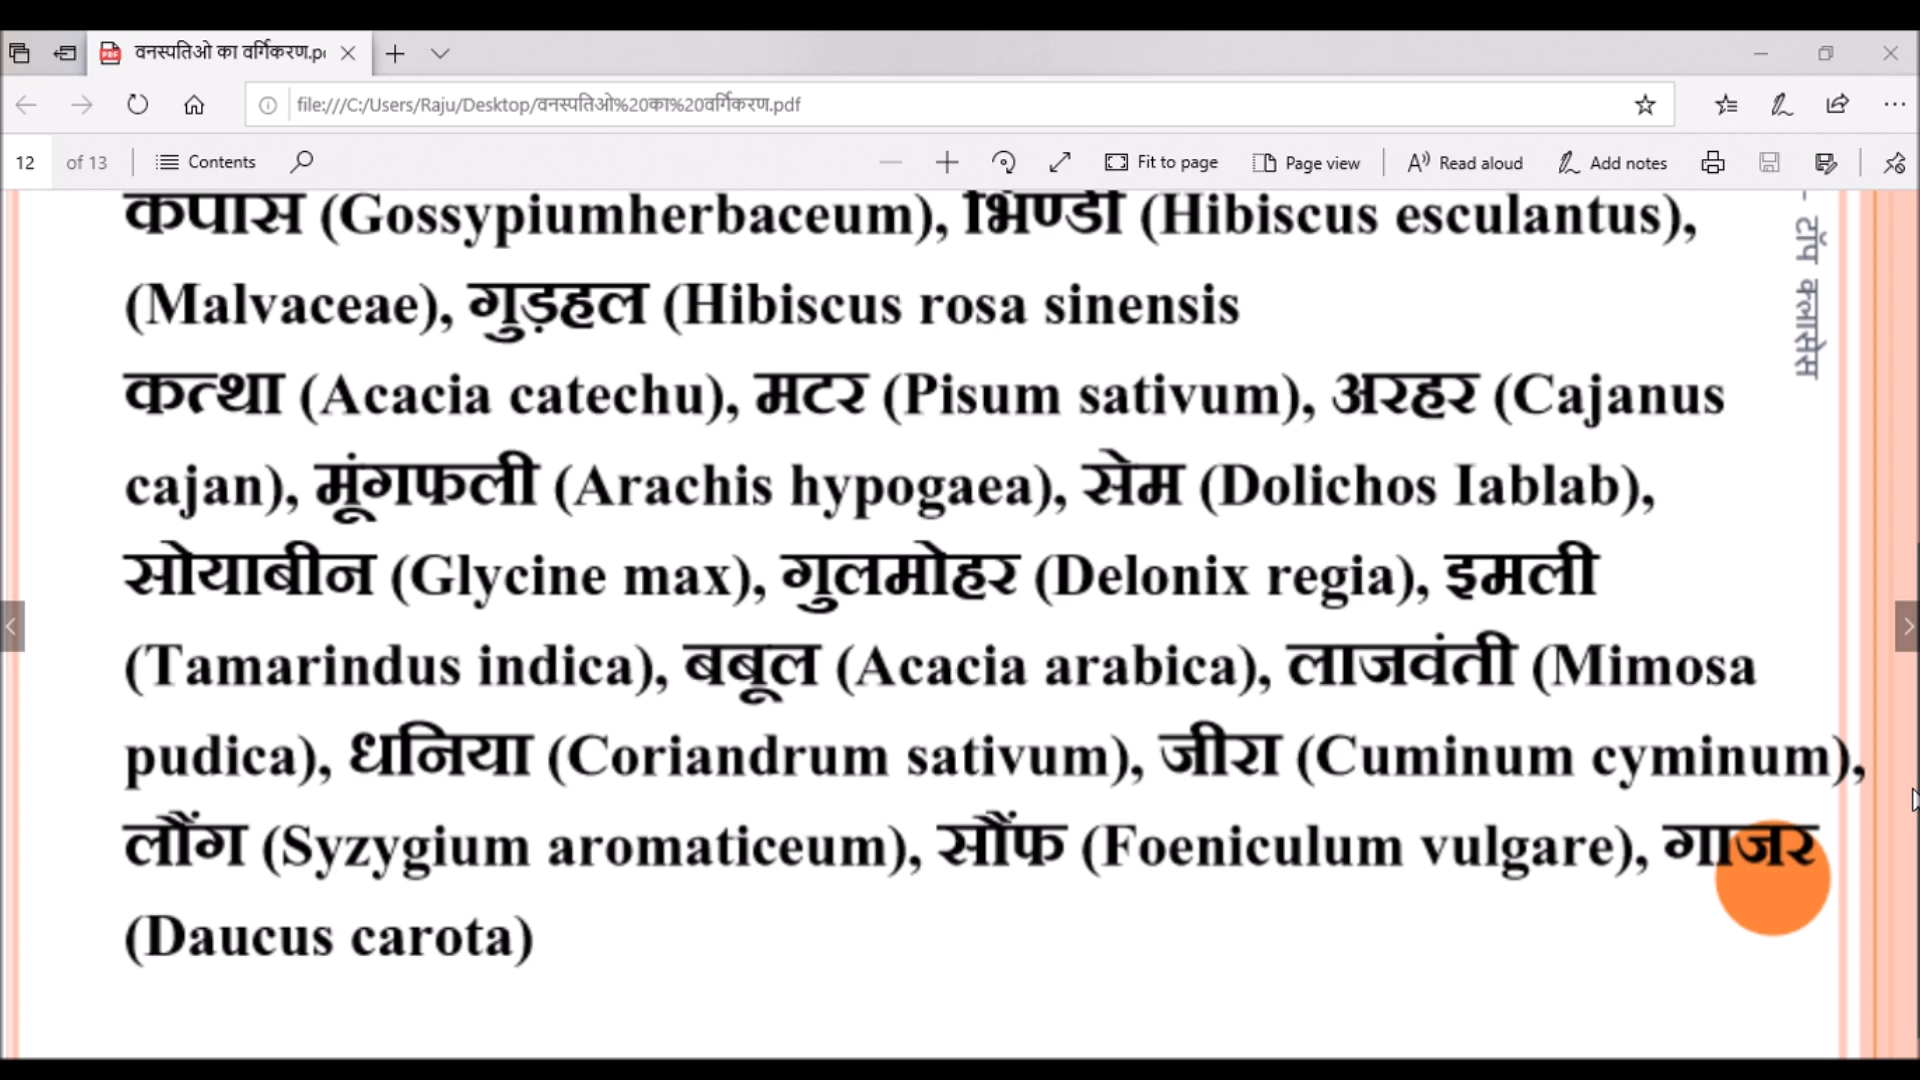 वनस्पतिओ का वर्गिकरण.p
file:///C:/Users/Raju/Desktop/वनस्पतिओ%20का%20वर्गिकरण.pdf
12 of 13 Contents Fit to page Page view Read aloud Add notes
कपास (Gossypiumherbaceum), भिण्डी (Hibiscus esculantus),
(Malvaceae), गुड़हल (Hibiscus rosa sinensis
कत्था (Acacia catechu), मटर (Pisum sativum), अरहर (Cajanus
cajan), मूंगफली (Arachis hypogaea), सेम (Dolichos Iablab),
सोयाबीन (Glycine max), गुलमोहर (Delonix regia), इमली
(Tamarindus indica), बबूल (Acacia arabica), लाजवंती (Mimosa
pudica), धनिया (Coriandrum sativum), जीरा (Cuminum cyminum),
लौंग (Syzygium aromaticeum), सौंफ (Foeniculum vulgare), गाजर
(Daucus carota)
- टॉप क्लासेस